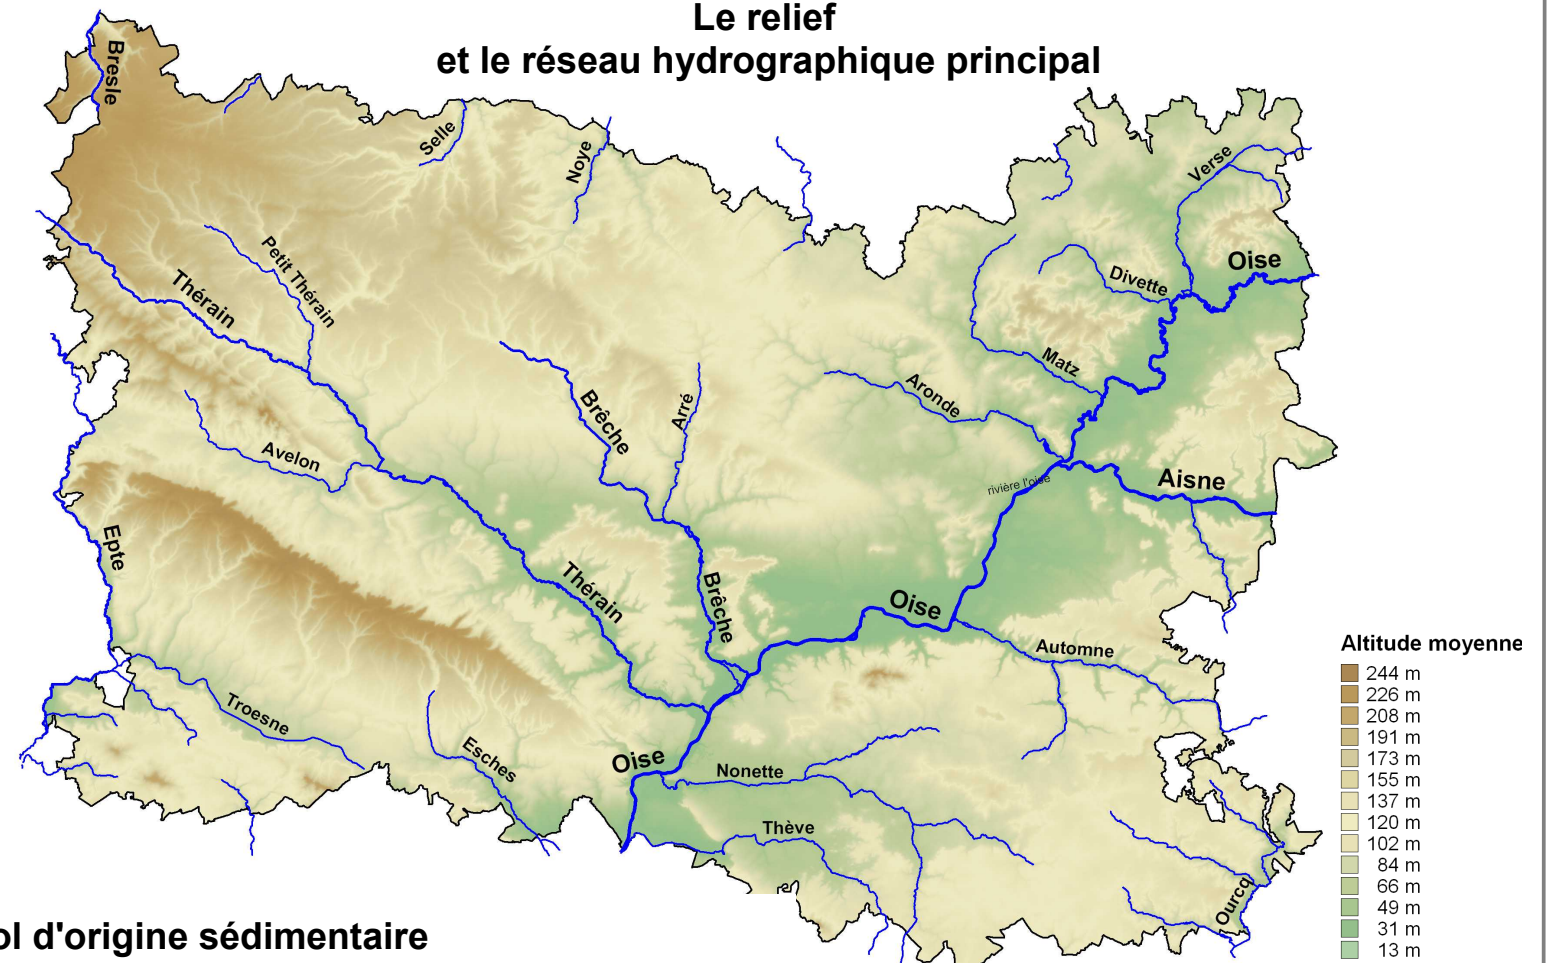 Le relief
et le réseau hydrographique principal
Bresle
Selle
Noye
Verse
Oise
Petit Thérain
Thérain
Divette
Matz
Aronde
Brêche
Arré
Avelon
Aisne
rivière l'oise
Epte
Thérain
Brêche
Oise
Automne
Troesne
Esches
Oise
Nonette
Thève
Ourcq
Altitude moyenne
244 m
226 m
208 m
191 m
173 m
155 m
137 m
120 m
102 m
84 m
66 m
49 m
31 m
13 m
ol d'origine sédimentaire